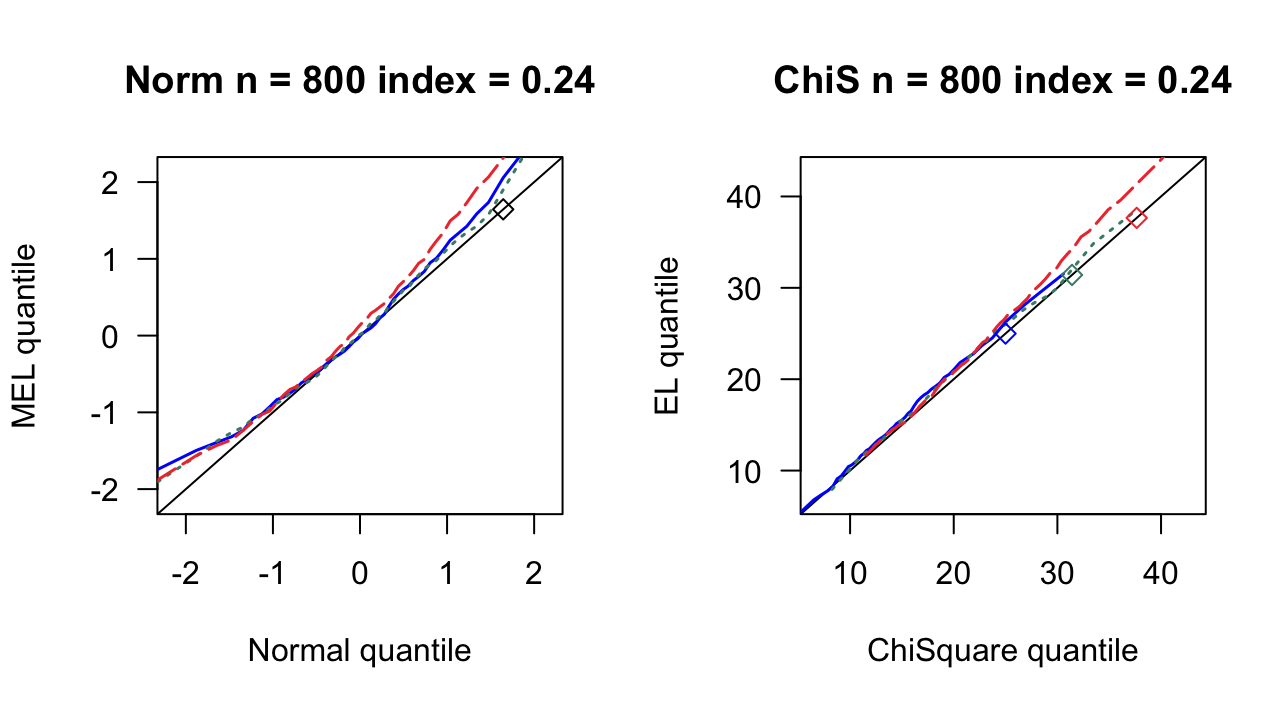 Norm n = 800 index = 0.24
MEL quantile
2
1
0
-1
-2
-2 -1 0 1 2
Normal quantile
ChiS n = 800 index = 0.24
EL quantile
40
30
20
10
10 20 30 40
ChiSquare quantile